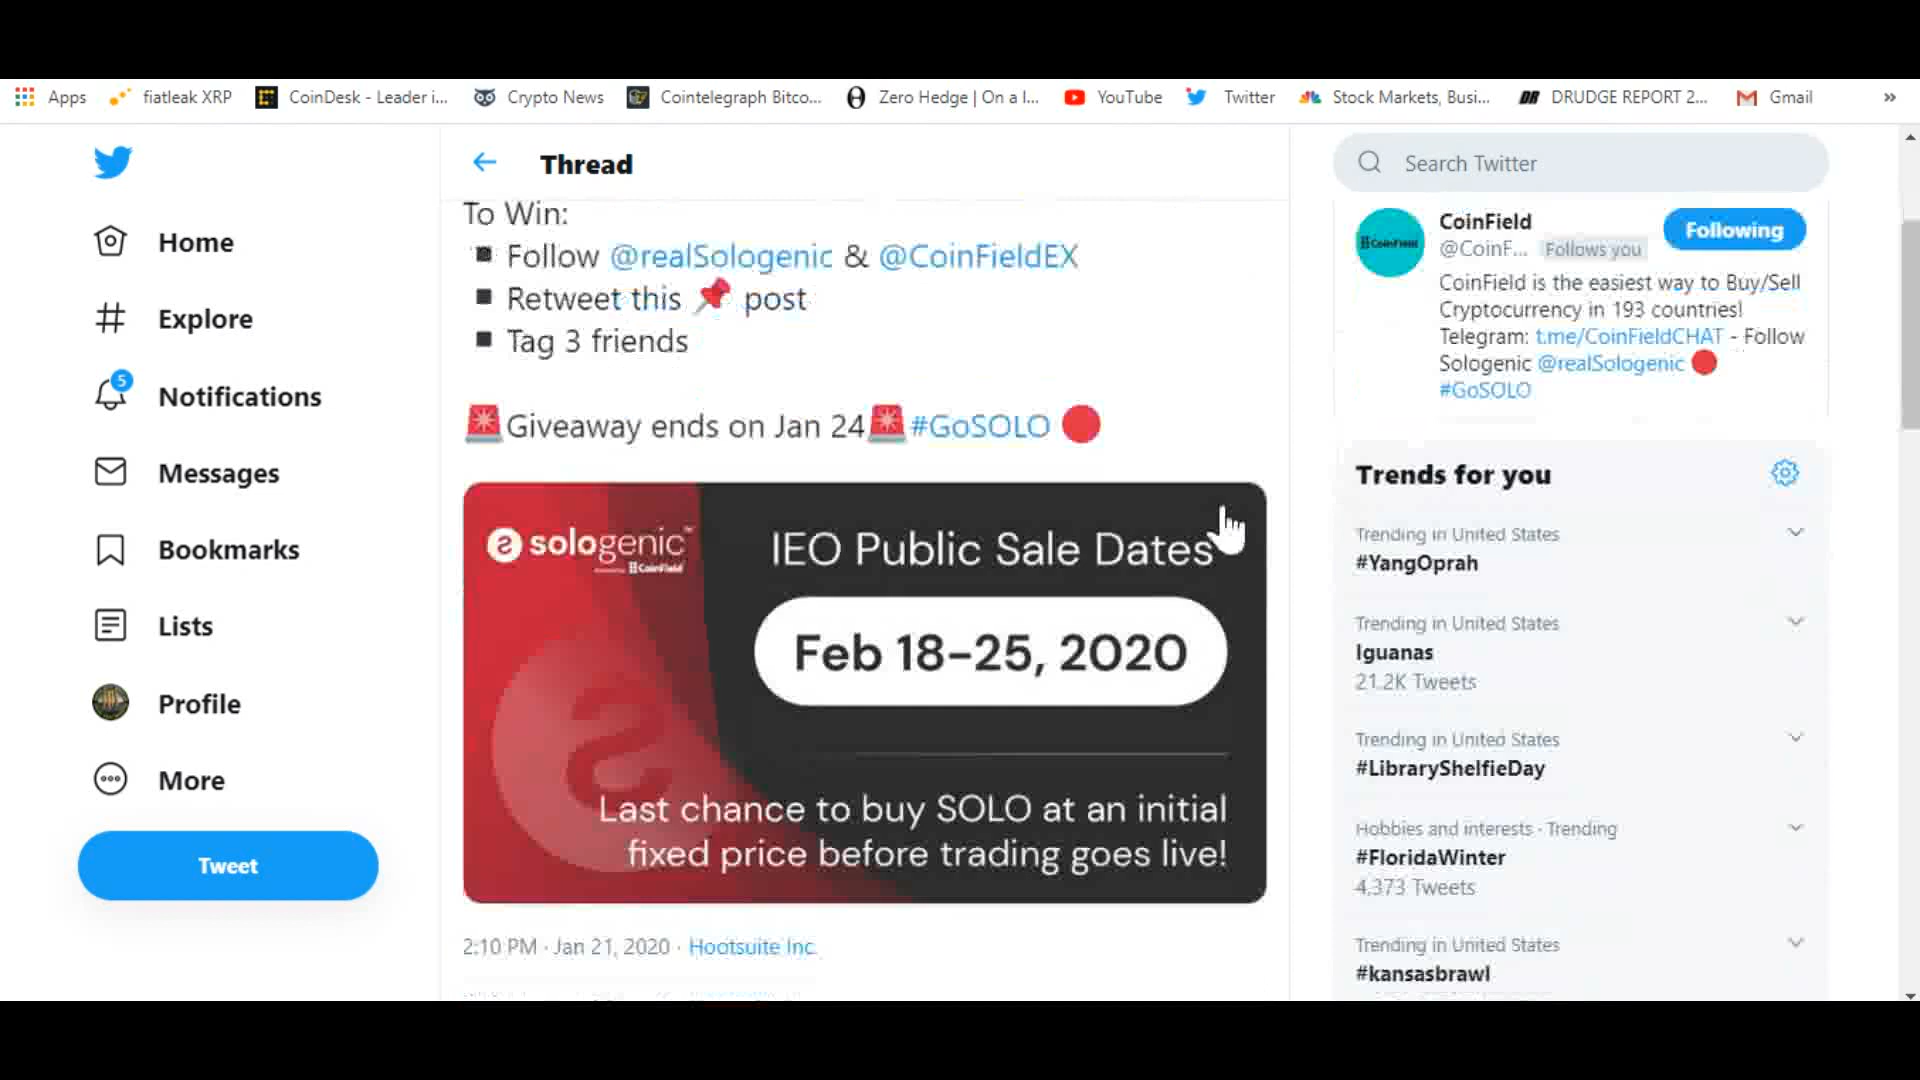 Apps
fiatleak XRP
CoinDesk - Leader i...
Crypto News
Cointelegraph Bitco...
Zero Hedge | On a l...
YouTube
Twitter
Stock Markets, Busi...
DRUDGE REPORT 2...
Gmail
»
Home
Explore
5
Notifications
Messages
Bookmarks
Lists
Profile
More
Tweet
Thread
To Win:
▪ Follow @realSologenic & @CoinFieldEX
▪ Retweet this 📌 post
▪ Tag 3 friends
🚨Giveaway ends on Jan 24🚨#GoSOLO 🔴
sologenic™
CoinField
IEO Public Sale Dates
Feb 18-25, 2020
Last chance to buy SOLO at an initial
fixed price before trading goes live!
2:10 PM · Jan 21, 2020 · Hootsuite Inc.
Search Twitter
CoinField
CoinField
@CoinF... Follows you
Following
CoinField is the easiest way to Buy/Sell
Cryptocurrency in 193 countries!
Telegram: t.me/CoinFieldCHAT - Follow
Sologenic @realSologenic 🔴
#GoSOLO
Trends for you
Trending in United States
#YangOprah
Trending in United States
Iguanas
21.2K Tweets
Trending in United States
#LibraryShelfieDay
Hobbies and interests · Trending
#FloridaWinter
4,373 Tweets
Trending in United States
#kansasbrawl